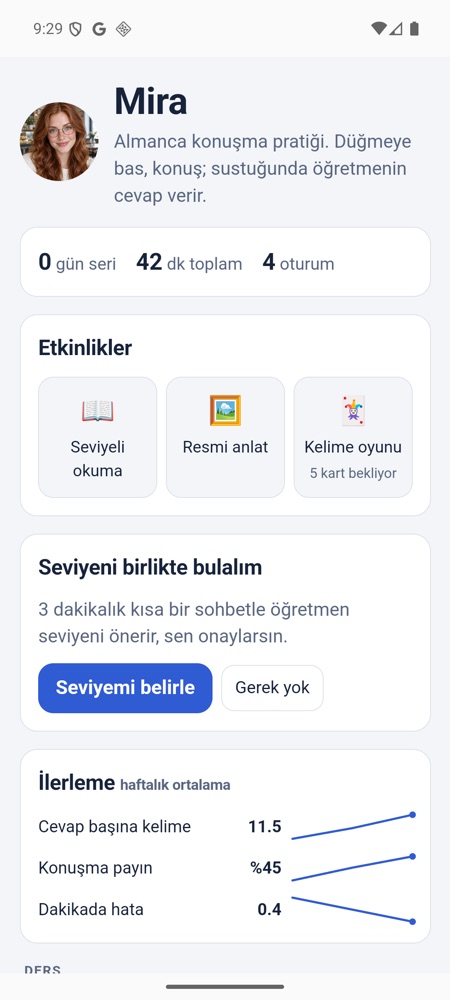 9:29
Mira
Almanca konuşma pratiği. Düğmeye
bas, konuş; sustuğunda öğretmenin
cevap verir.
0 gün seri 42 dk toplam 4 oturum
Etkinlikler
Seviyeli
okuma
Resmi anlat
Kelime oyunu
5 kart bekliyor
Seviyeni birlikte bulalım
3 dakikalık kısa bir sohbetle öğretmen
seviyeni önerir, sen onaylarsın.
Seviyemi belirle
Gerek yok
İlerleme haftalık ortalama
Cevap başına kelime 11.5
Konuşma payın %45
Dakikada hata 0.4
DERS